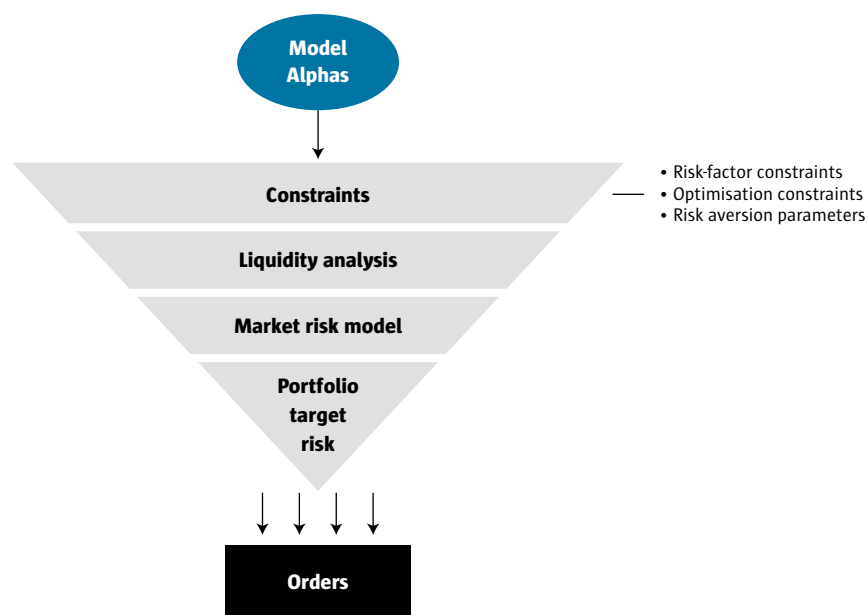 Model
Alphas
Constraints
• Risk-factor constraints
• Optimisation constraints
• Risk aversion parameters
Liquidity analysis
Market risk model
Portfolio
target
risk
Orders